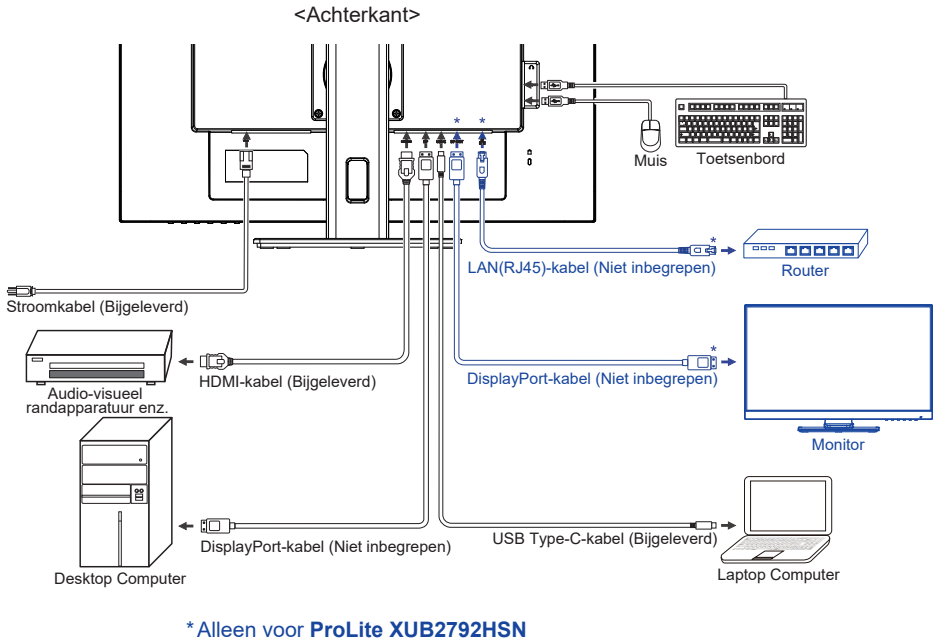 <Achterkant>
* *
Muis
Toetsenbord
*
LAN(RJ45)-kabel (Niet inbegrepen)
Router
Stroomkabel (Bijgeleverd)
*
HDMI-kabel (Bijgeleverd)
DisplayPort-kabel (Niet inbegrepen)
Audio-visueel
randapparatuur enz.
Monitor
DisplayPort-kabel (Niet inbegrepen)
USB Type-C-kabel (Bijgeleverd)
Desktop Computer
Laptop Computer
* Alleen voor ProLite XUB2792HSN